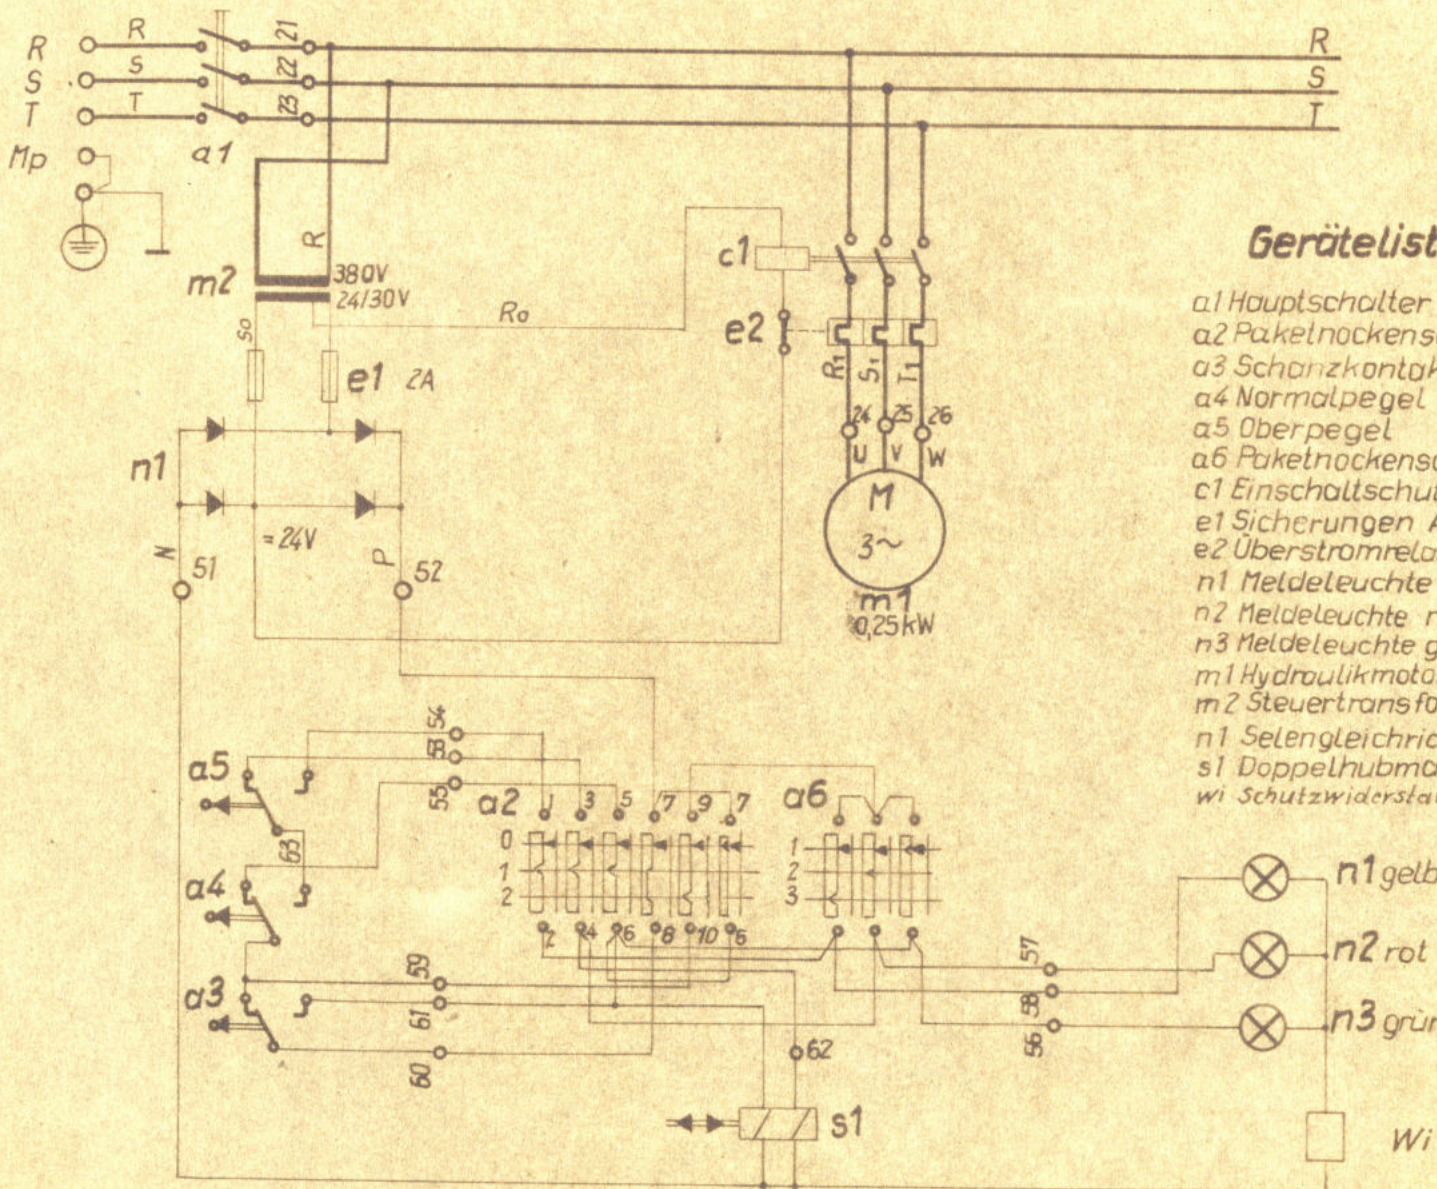 R R 21 R
S S 22 S
T T 23 T
Mp a1
R
m2 380V
24/30V
So
Ro
c1
e2
e1 2A
R1 S1 T1
24 25 26
U V W
n1
= 24V
N 51
P 52
M
3~
m1
0,25kW
Gerätelist
a1 Hauptschalter
a2 Paketnockens
a3 Schanzkontak
a4 Normalpegel
a5 Oberpegel
a6 Paketnockensc
c1 Einschaltschüt
e1 Sicherungen
e2 Überstromrela
n1 Meldeleuchte
n2 Meldeleuchte r
n3 Meldeleuchte g
m1 Hydraulikmoto
m2 Steuertransfo
n1 Selengleichric
s1 Doppelhubma
wi Schutzwidersta
54
53
55
a5
63
a4
a3
a2 1 3 5 7 9 7
0
1
2
2 4 6 8 10 6
a6
1
2
3
59
61
60
62
57
58
56
n1 gelb
n2 rot
n3 grün
s1
Wi